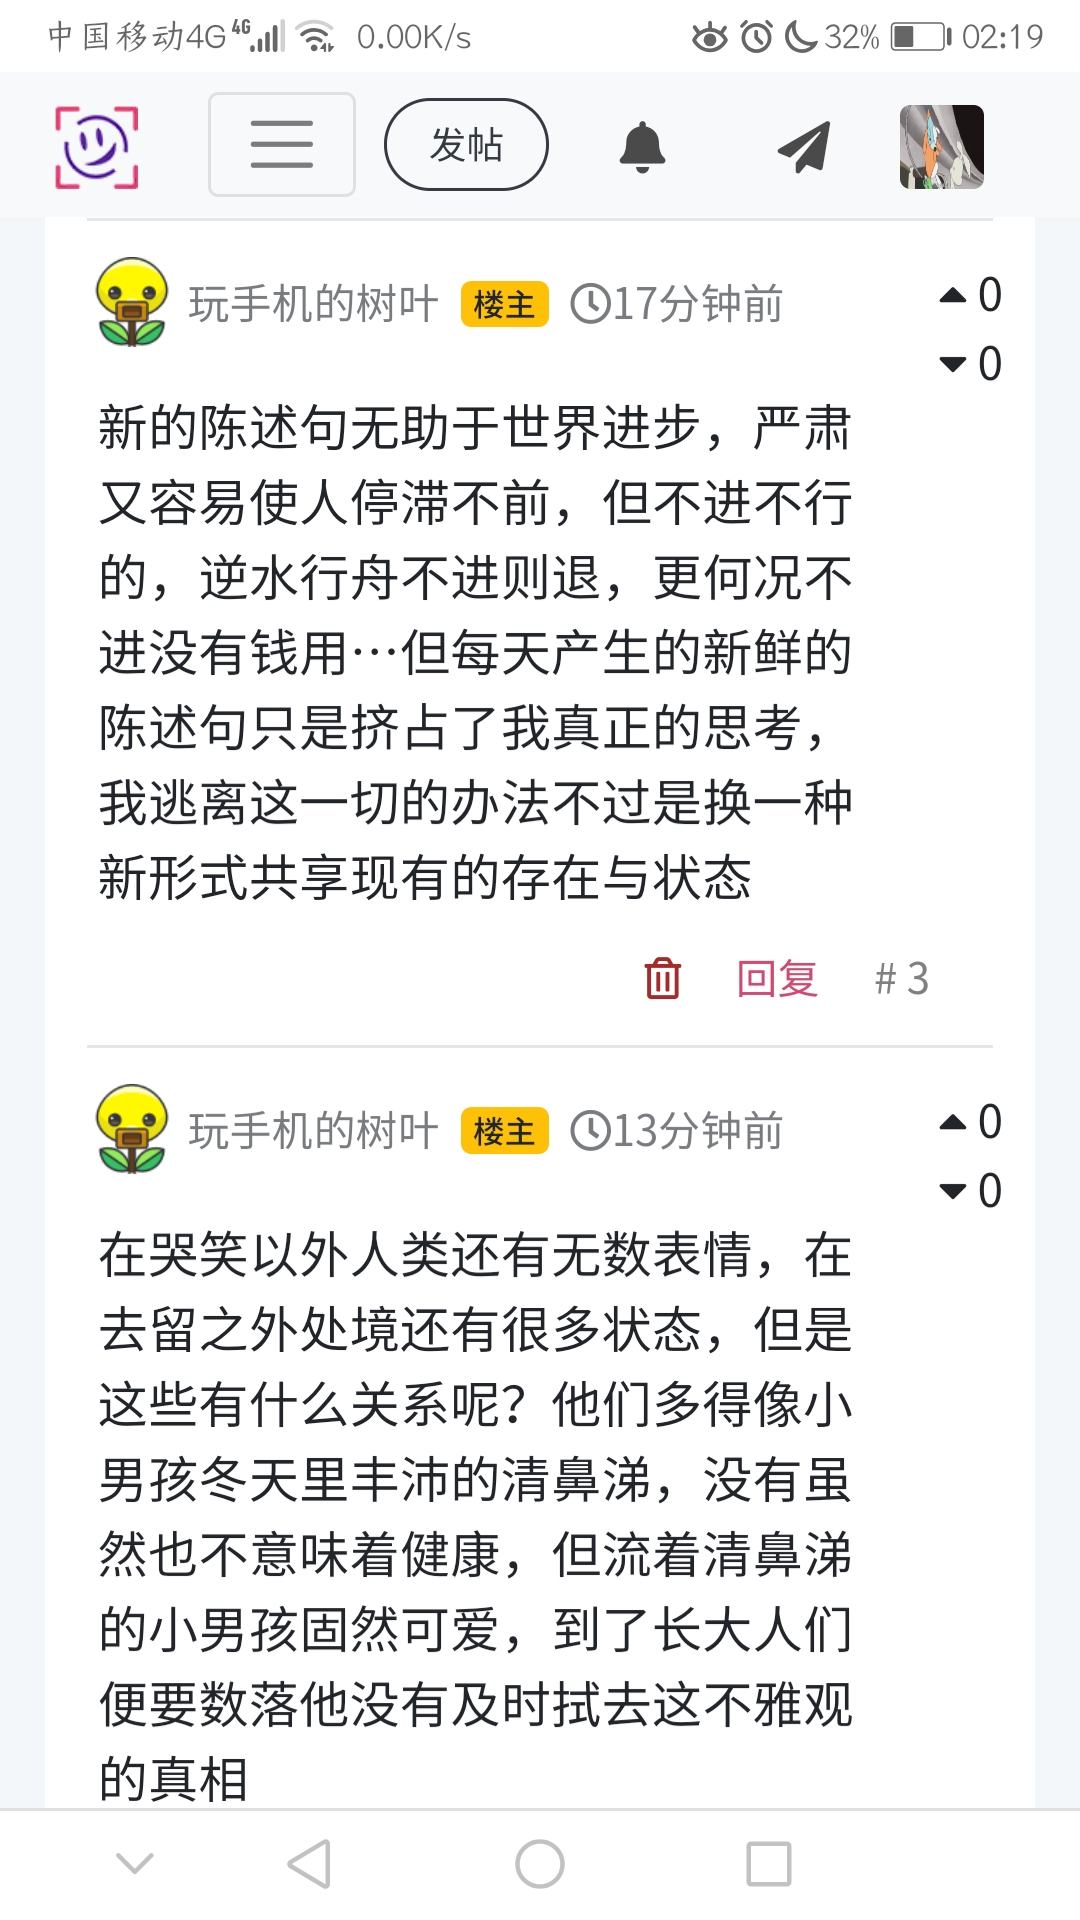 中国移动4G 4G 0.00K/s 32% 02:19
发帖
玩手机的树叶 楼主 17分钟前 0
0
新的陈述句无助于世界进步，严肃
又容易使人停滞不前，但不进不行
的，逆水行舟不进则退，更何况不
进没有钱用…但每天产生的新鲜的
陈述句只是挤占了我真正的思考，
我逃离这一切的办法不过是换一种
新形式共享现有的存在与状态
回复 # 3
玩手机的树叶 楼主 13分钟前 0
0
在哭笑以外人类还有无数表情，在
去留之外处境还有很多状态，但是
这些有什么关系呢？他们多得像小
男孩冬天里丰沛的清鼻涕，没有虽
然也不意味着健康，但流着清鼻涕
的小男孩固然可爱，到了长大人们
便要数落他没有及时拭去这不雅观
的真相